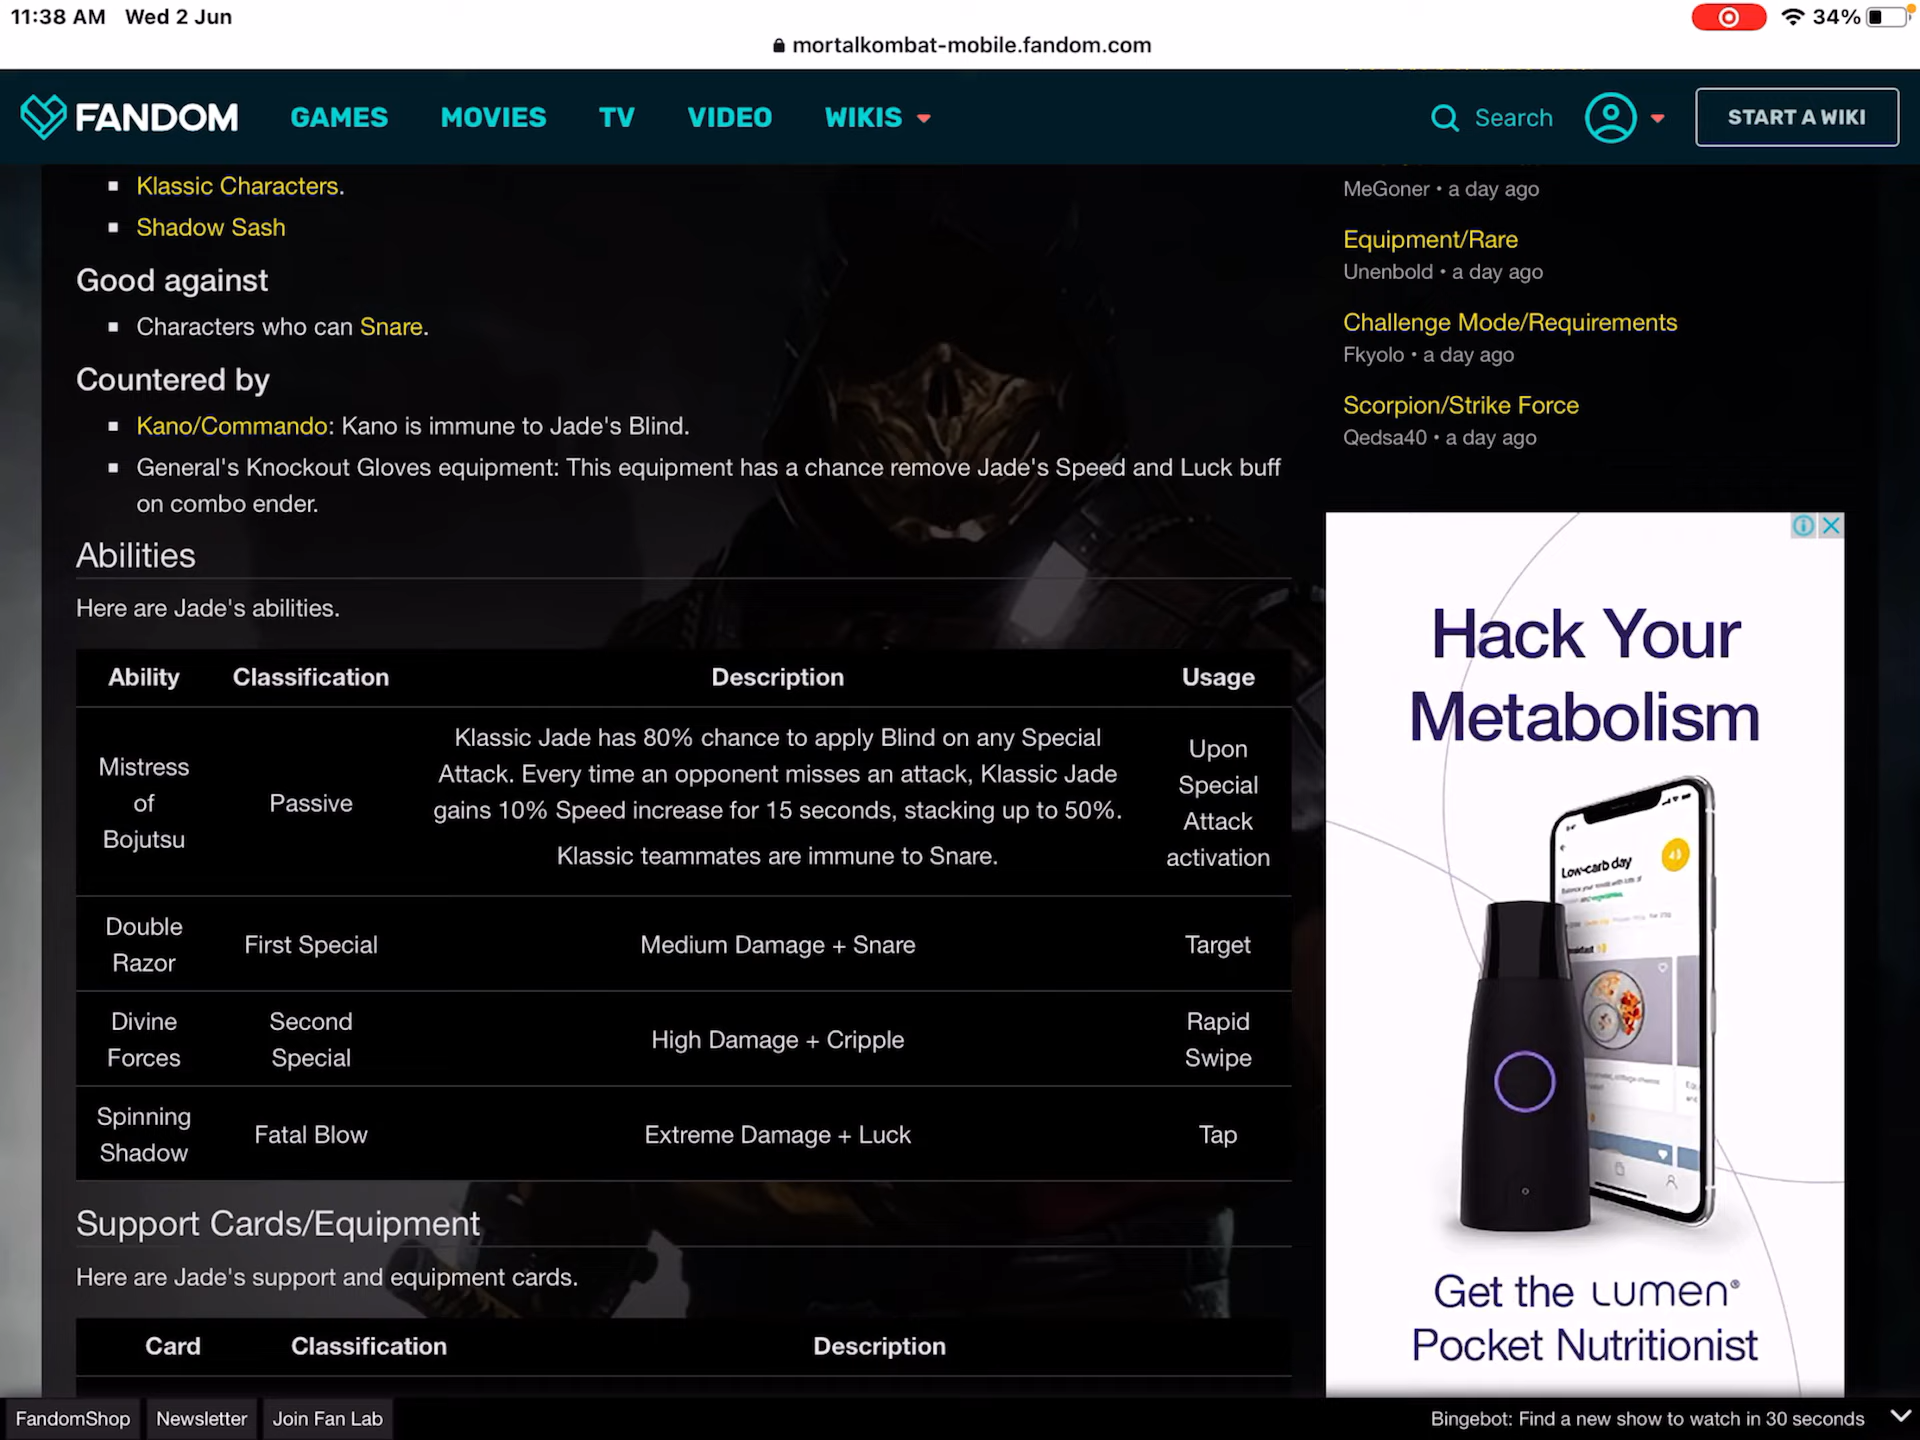 11:38 AM Wed 2 Jun
34%
mortalkombat-mobile.fandom.com
FANDOM
GAMES MOVIES TV VIDEO WIKIS
Search
START A WIKI
Klassic Characters.
Shadow Sash
Good against
Characters who can Snare.
Countered by
Kano/Commando: Kano is immune to Jade's Blind.
General's Knockout Gloves equipment: This equipment has a chance remove Jade's Speed and Luck buff
on combo ender.
Abilities
Here are Jade's abilities.
Ability Classification Description Usage
Mistress
of
Bojutsu
Passive
Klassic Jade has 80% chance to apply Blind on any Special
Attack. Every time an opponent misses an attack, Klassic Jade
gains 10% Speed increase for 15 seconds, stacking up to 50%.
Klassic teammates are immune to Snare.
Upon
Special
Attack
activation
Double
Razor
First Special
Medium Damage + Snare
Target
Divine
Forces
Second
Special
High Damage + Cripple
Rapid
Swipe
Spinning
Shadow
Fatal Blow
Extreme Damage + Luck
Tap
Support Cards/Equipment
Here are Jade's support and equipment cards.
Card Classification Description
MeGoner • a day ago
Equipment/Rare
Unenbold • a day ago
Challenge Mode/Requirements
Fkyolo • a day ago
Scorpion/Strike Force
Qedsa40 • a day ago
Hack Your
Metabolism
Low-carb day
Get the Lumen®
Pocket Nutritionist
FandomShop Newsletter Join Fan Lab
Bingebot: Find a new show to watch in 30 seconds